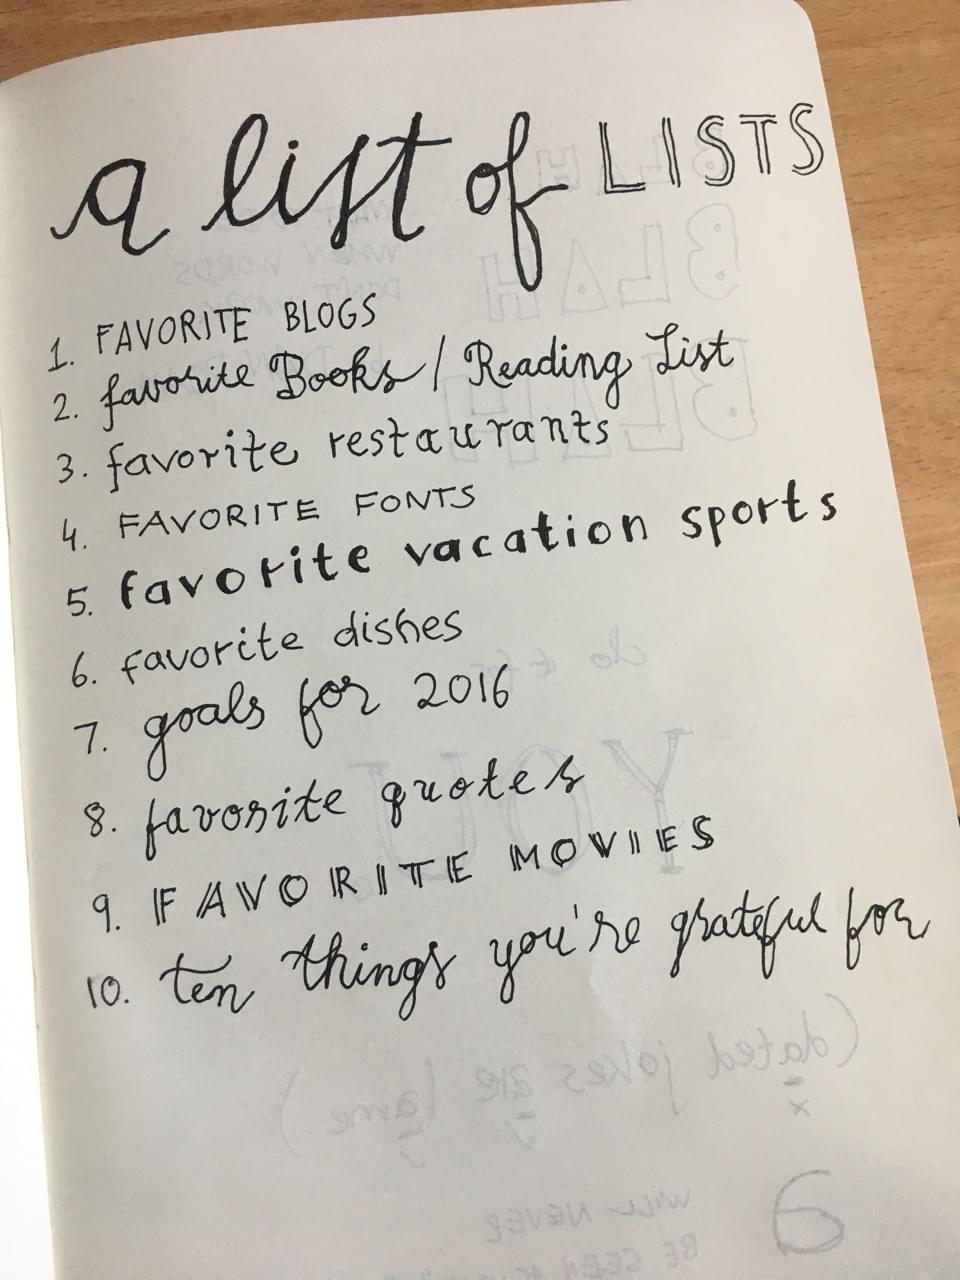 a list of LISTS
1. FAVORITE BLOGS
2. favorite Books / Reading List
3. favorite restaurants
4. FAVORITE FONTS
5. favorite vacation sports
6. favorite dishes
7. goals for 2016
8. favorite quotes
9. FAVORITE MOVIES
10. ten things you're grateful for